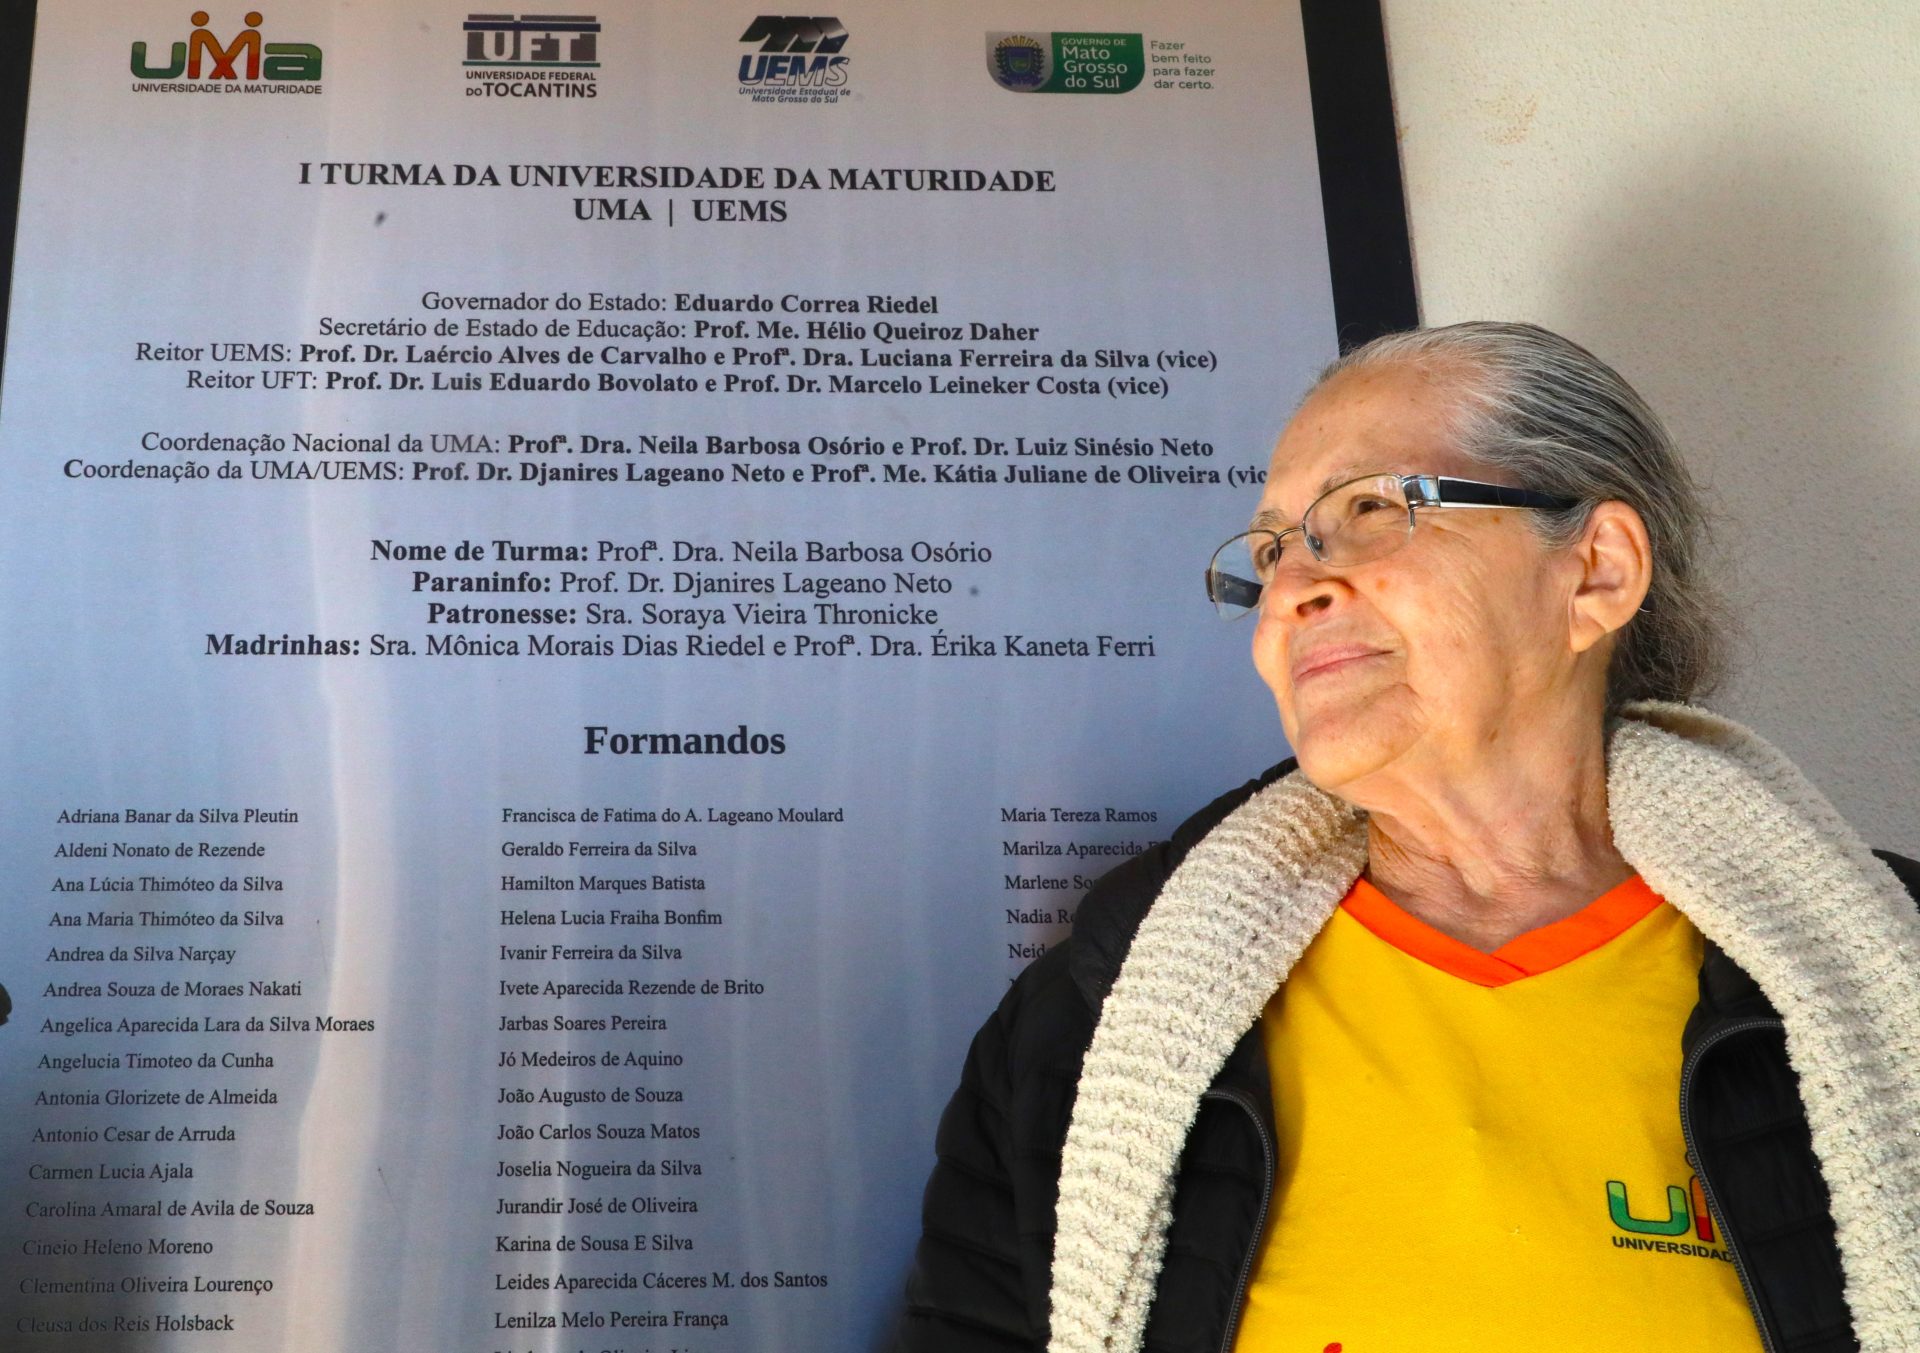 uma
UNIVERSIDADE DA MATURIDADE
UFT
UNIVERSIDADE FEDERAL
DO TOCANTINS
UEMS
Universidade Estadual de
Mato Grosso do Sul
GOVERNO DE
Mato
Grosso
do Sul
Fazer
bem feito
para fazer
dar certo.
I TURMA DA UNIVERSIDADE DA MATURIDADE
UMA | UEMS
Governador do Estado: Eduardo Correa Riedel
Secretário de Estado de Educação: Prof. Me. Hélio Queiroz Daher
Reitor UEMS: Prof. Dr. Laércio Alves de Carvalho e Profª. Dra. Luciana Ferreira da Silva (vice)
Reitor UFT: Prof. Dr. Luis Eduardo Bovolato e Prof. Dr. Marcelo Leineker Costa (vice)
Coordenação Nacional da UMA: Profª. Dra. Neila Barbosa Osório e Prof. Dr. Luiz Sinésio Neto
Coordenação da UMA/UEMS: Prof. Dr. Djanires Lageano Neto e Profª. Me. Kátia Juliane de Oliveira (vic
Nome de Turma: Profª. Dra. Neila Barbosa Osório
Paraninfo: Prof. Dr. Djanires Lageano Neto
Patronesse: Sra. Soraya Vieira Thronicke
Madrinhas: Sra. Mônica Morais Dias Riedel e Profª. Dra. Érika Kaneta Ferri
Formandos
Adriana Banar da Silva Pleutin
Aldeni Nonato de Rezende
Ana Lúcia Thimóteo da Silva
Ana Maria Thimóteo da Silva
Andrea da Silva Narçay
Andrea Souza de Moraes Nakati
Angelica Aparecida Lara da Silva Moraes
Angelucia Timoteo da Cunha
Antonia Glorizete de Almeida
Antonio Cesar de Arruda
Carmen Lucia Ajala
Carolina Amaral de Avila de Souza
Cineio Heleno Moreno
Clementina Oliveira Lourenço
Cleusa dos Reis Holsback
Francisca de Fatima do A. Lageano Moulard
Geraldo Ferreira da Silva
Hamilton Marques Batista
Helena Lucia Fraiha Bonfim
Ivanir Ferreira da Silva
Ivete Aparecida Rezende de Brito
Jarbas Soares Pereira
Jó Medeiros de Aquino
João Augusto de Souza
João Carlos Souza Matos
Joselia Nogueira da Silva
Jurandir José de Oliveira
Karina de Sousa E Silva
Leides Aparecida Cáceres M. dos Santos
Lenilza Melo Pereira França
Maria Tereza Ramos
Marilza Aparecida
Marlene So
Nadia R
Neid
UNIVERSIDA